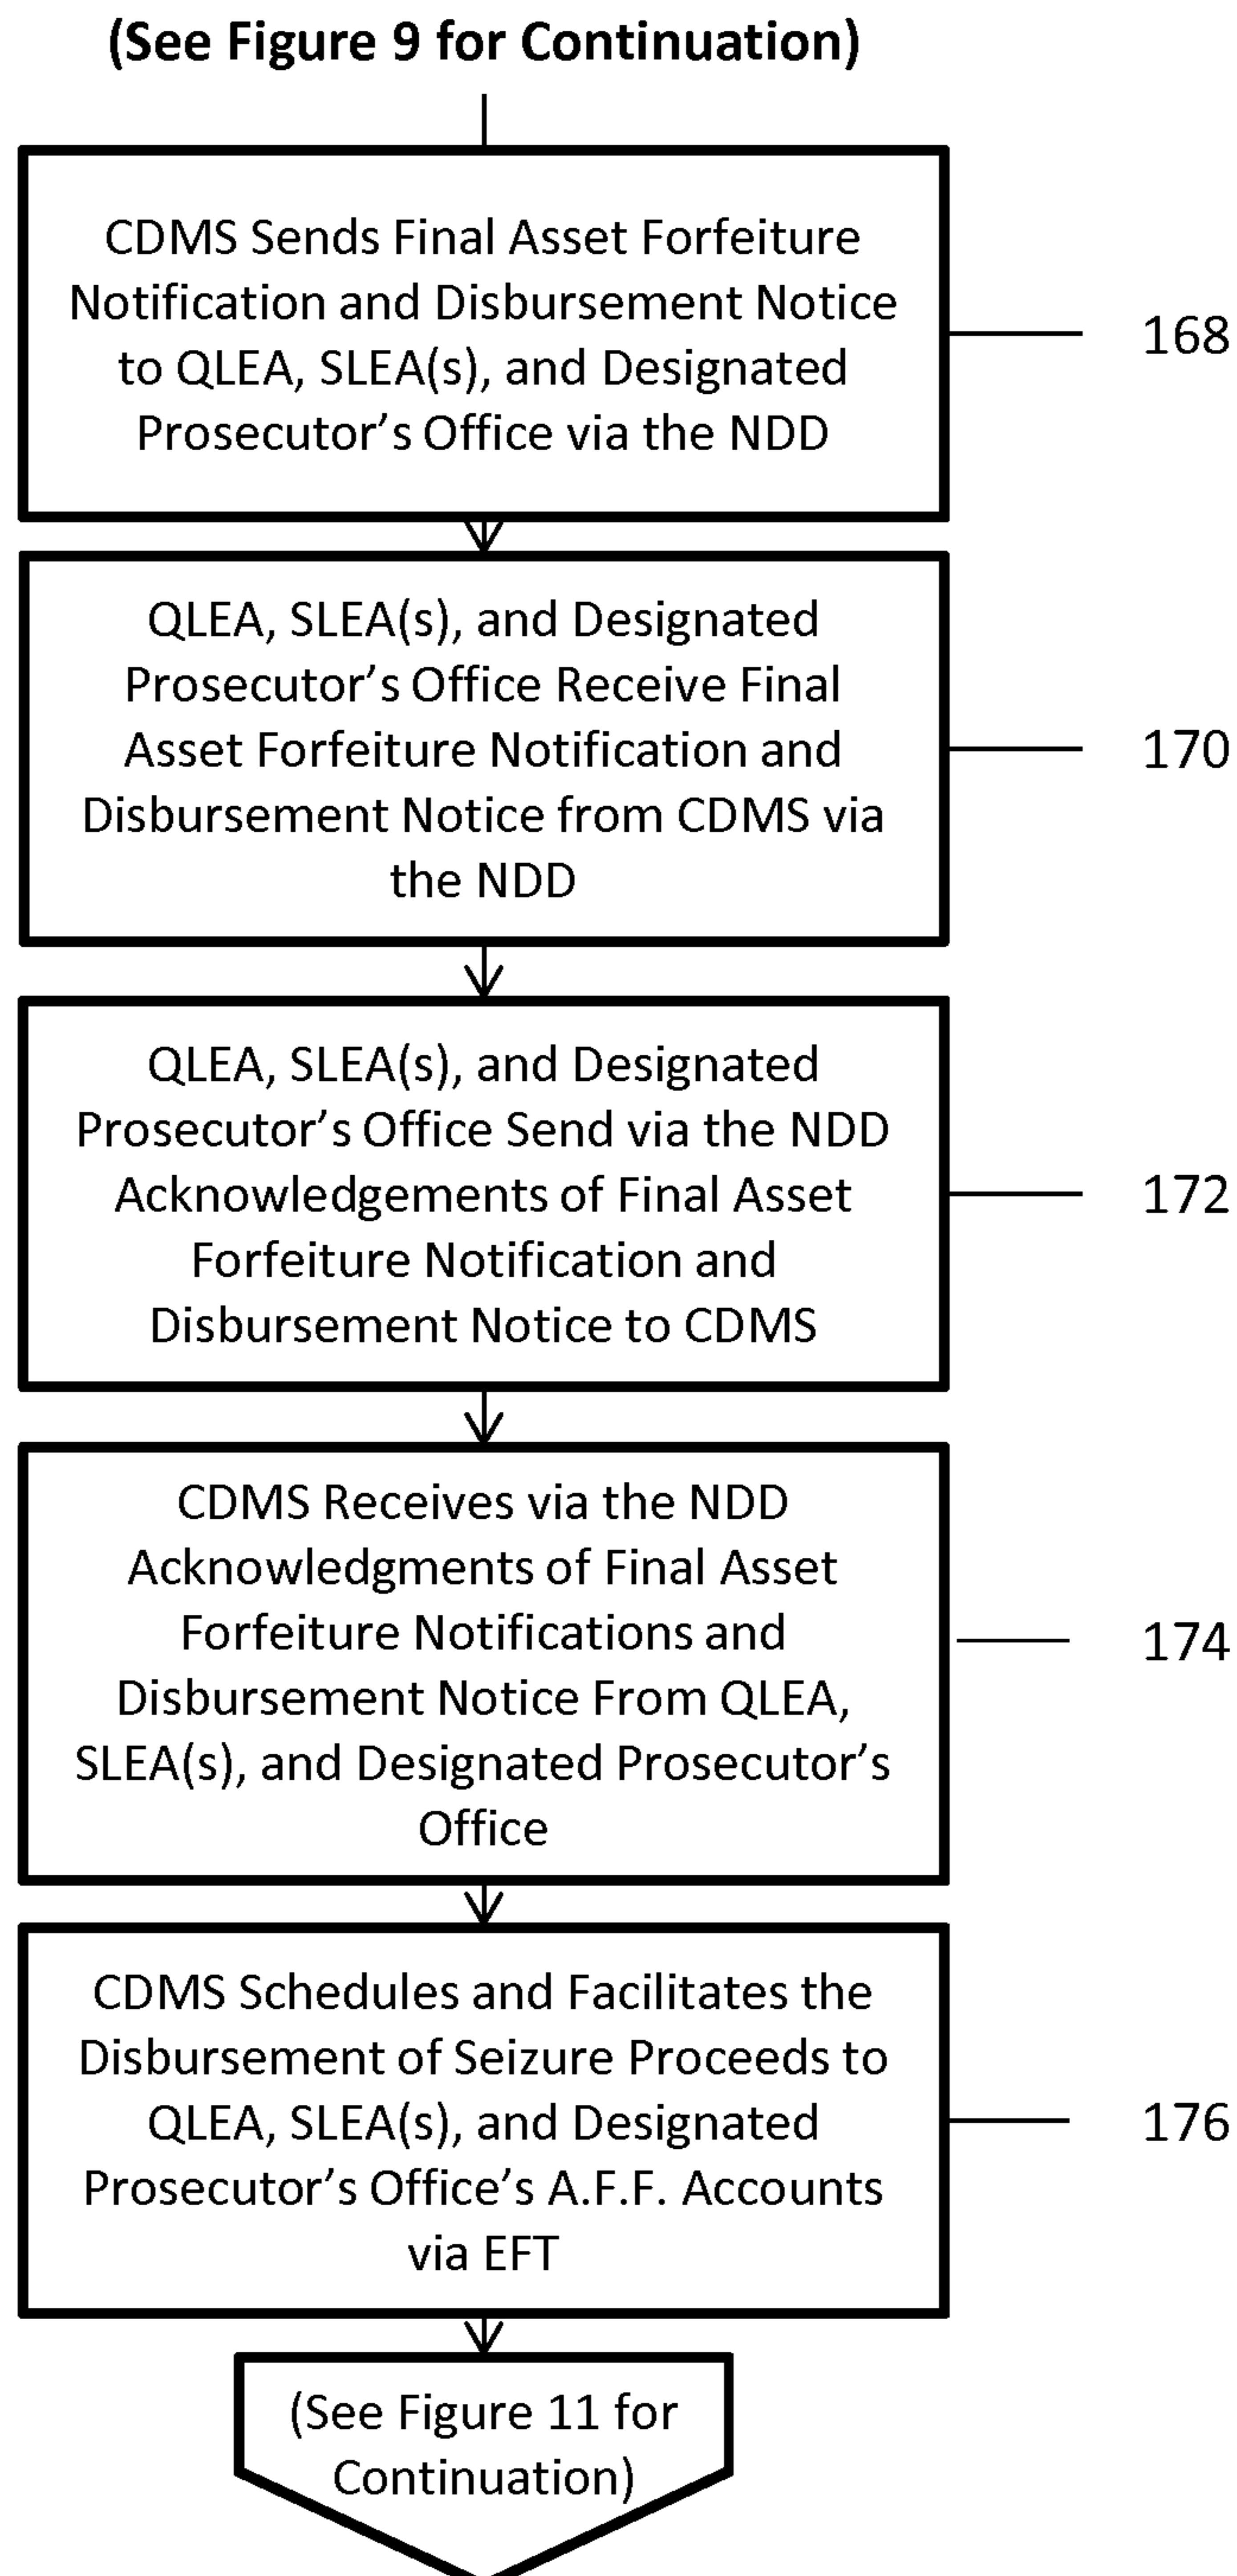 (See Figure 9 for Continuation)
CDMS Sends Final Asset Forfeiture
Notification and Disbursement Notice
to QLEA, SLEA(s), and Designated
Prosecutor’s Office via the NDD
168
QLEA, SLEA(s), and Designated
Prosecutor’s Office Receive Final
Asset Forfeiture Notification and
Disbursement Notice from CDMS via
the NDD
170
QLEA, SLEA(s), and Designated
Prosecutor’s Office Send via the NDD
Acknowledgements of Final Asset
Forfeiture Notification and
Disbursement Notice to CDMS
172
CDMS Receives via the NDD
Acknowledgments of Final Asset
Forfeiture Notifications and
Disbursement Notice From QLEA,
SLEA(s), and Designated Prosecutor’s
Office
174
CDMS Schedules and Facilitates the
Disbursement of Seizure Proceeds to
QLEA, SLEA(s), and Designated
Prosecutor’s Office’s A.F.F. Accounts
via EFT
176
(See Figure 11 for
Continuation)